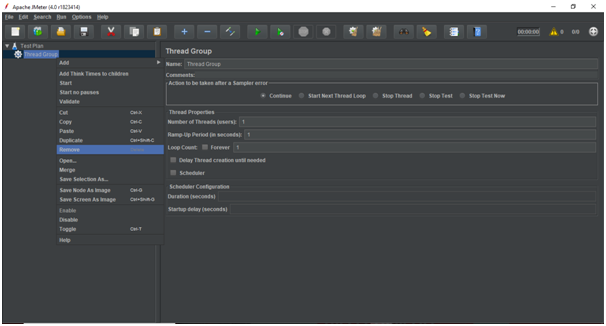 Apache JMeter (4.0 r1823414)
File Edit Search Run Options Help
00:00:00 0 0/0
Test Plan
Thread Group
Add
Add Think Times to children
Start
Start no pauses
Validate
Cut Ctrl-X
Copy Ctrl-C
Paste Ctrl-V
Duplicate Ctrl+Shift-C
Remove
Open...
Merge
Save Selection As...
Save Node As Image Ctrl-G
Save Screen As Image Ctrl+Shift-G
Enable
Disable
Toggle Ctrl-T
Help
Thread Group
Name: Thread Group
Comments:
Action to be taken after a Sampler error
Continue Start Next Thread Loop Stop Thread Stop Test Stop Test Now
Thread Properties
Number of Threads (users): 1
Ramp-Up Period (in seconds): 1
Loop Count: Forever 1
Delay Thread creation until needed
Scheduler
Scheduler Configuration
Duration (seconds)
Startup delay (seconds)